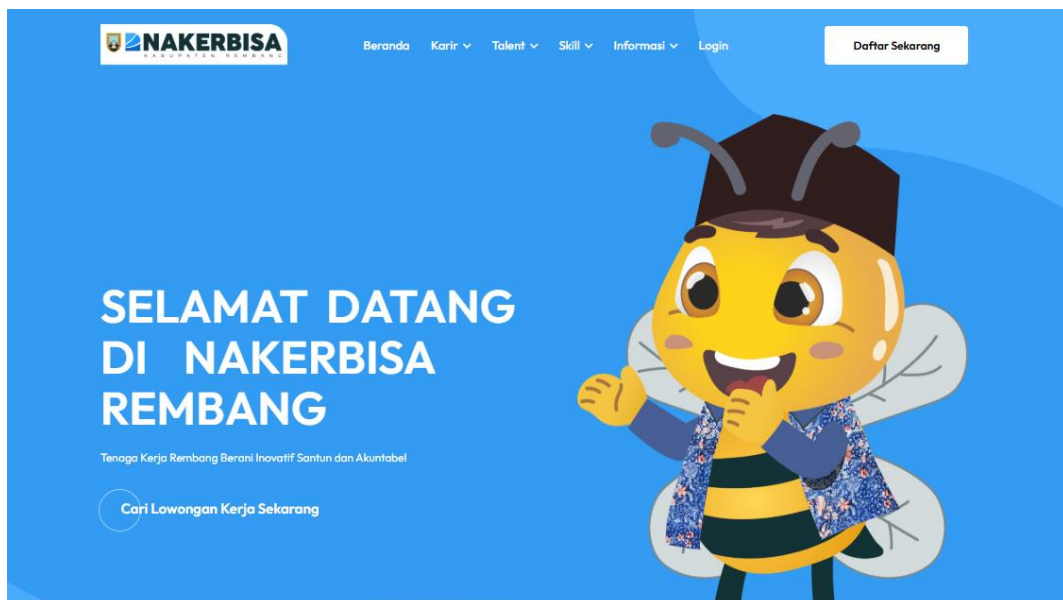 NAKERBISA
KABUPATEN REMBANG
Beranda Karir Talent Skill Informasi Login
Daftar Sekarang
SELAMAT DATANG
DI NAKERBISA
REMBANG
Tenaga Kerja Rembang Berani Inovatif Santun dan Akuntabel
Cari Lowongan Kerja Sekarang